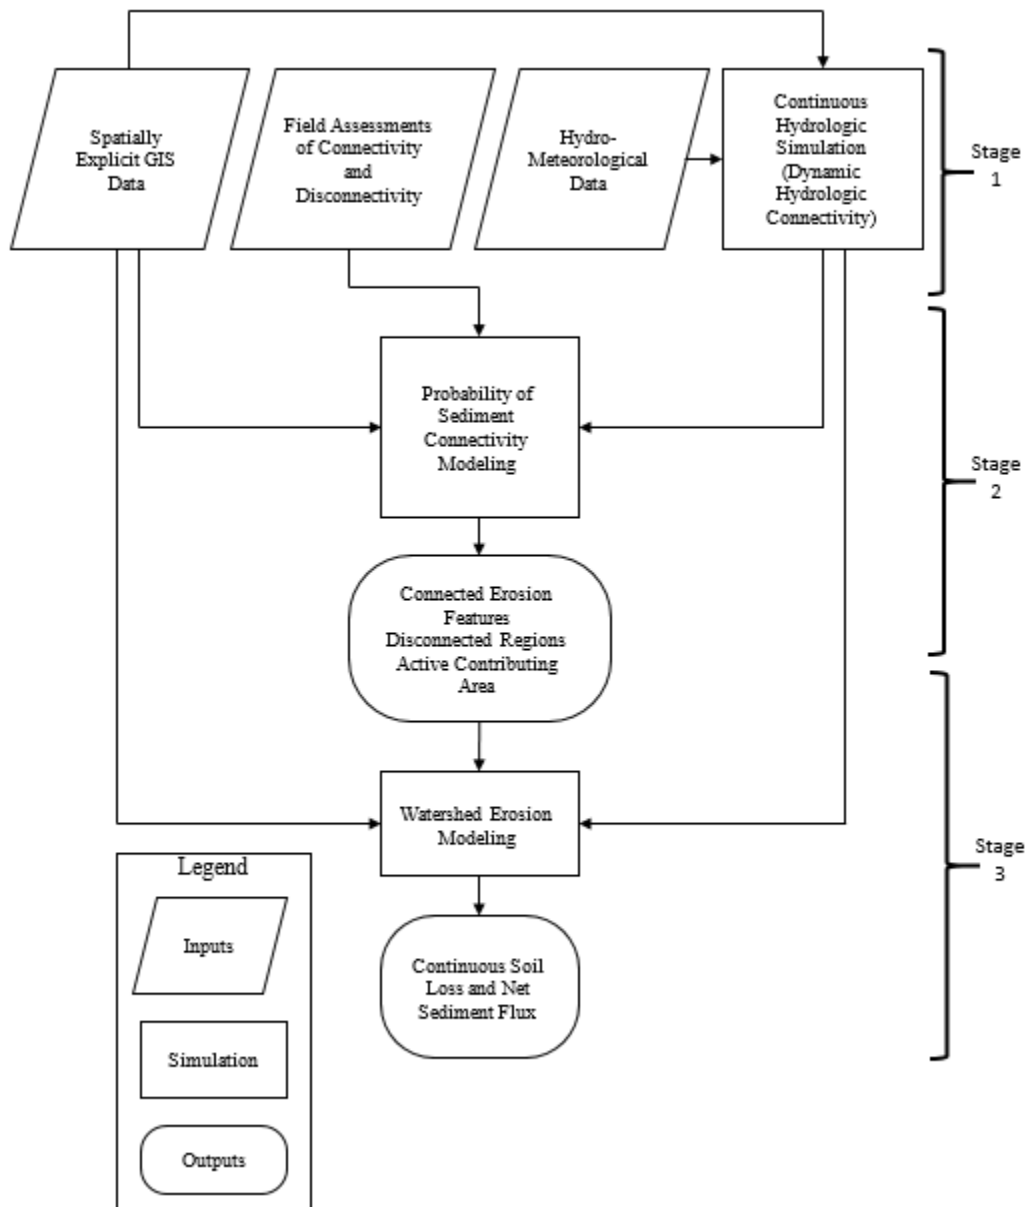 Spatially
Explicit GIS
Data
Field Assessments
of Connectivity
and
Disconnectivity
Hydro-
Meteorological
Data
Continuous
Hydrologic
Simulation
(Dynamic
Hydrologic
Connectivity)
Stage
1
Probability of
Sediment
Connectivity
Modeling
Stage
2
Connected Erosion
Features
Disconnected Regions
Active Contributing
Area
Watershed Erosion
Modeling
Stage
3
Continuous Soil
Loss and Net
Sediment Flux
Legend
Inputs
Simulation
Outputs